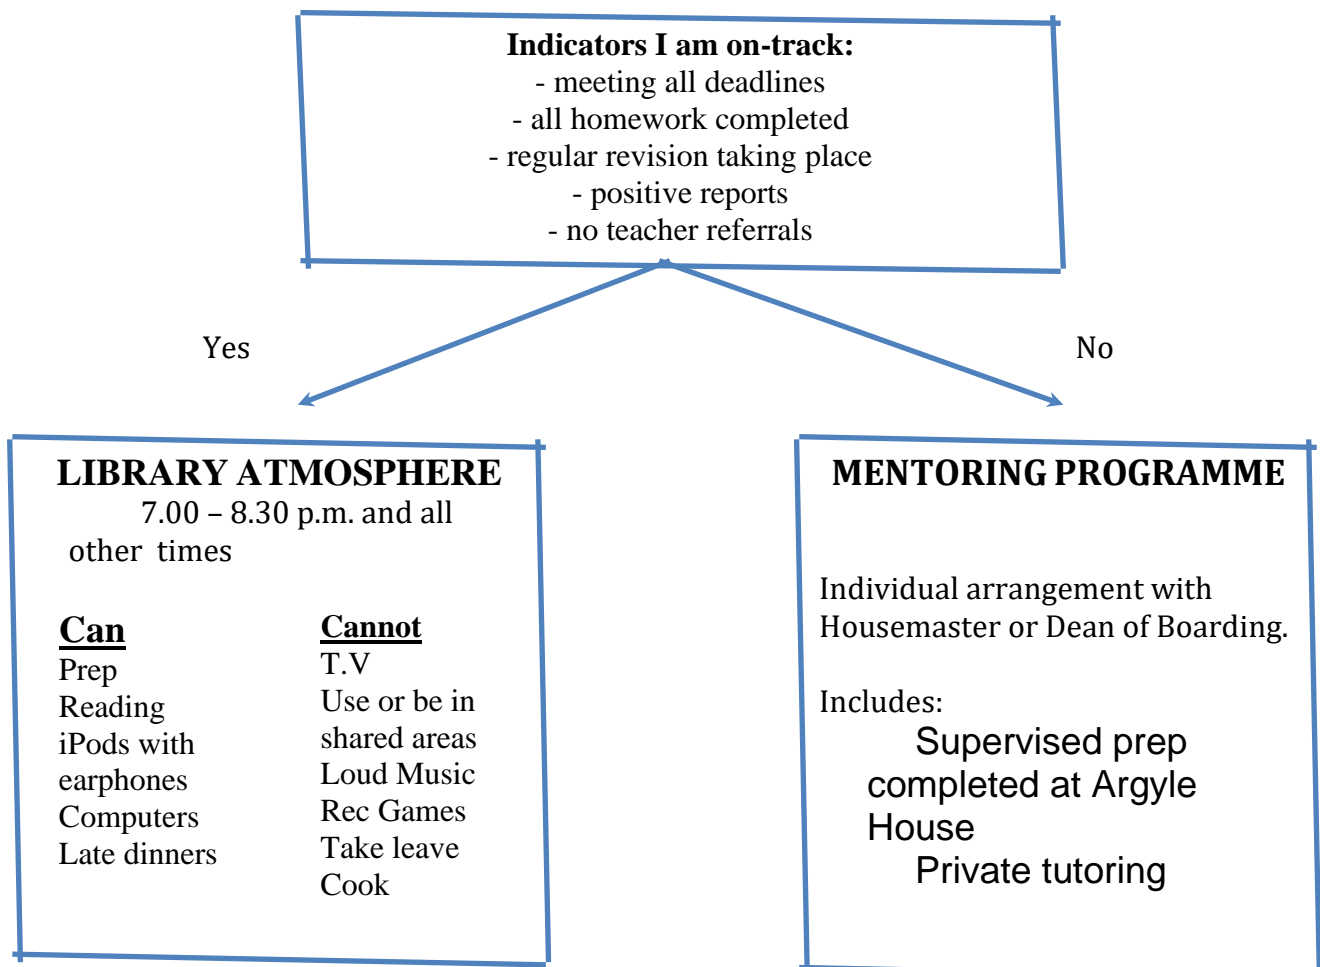 Indicators I am on-track:
- meeting all deadlines
- all homework completed
- regular revision taking place
- positive reports
- no teacher referrals
Yes
No
LIBRARY ATMOSPHERE
7.00 – 8.30 p.m. and all
other times
Can
Prep
Reading
iPods with
earphones
Computers
Late dinners
Cannot
T.V
Use or be in
shared areas
Loud Music
Rec Games
Take leave
Cook
MENTORING PROGRAMME
Individual arrangement with
Housemaster or Dean of Boarding.
Includes:
Supervised prep
completed at Argyle
House
Private tutoring